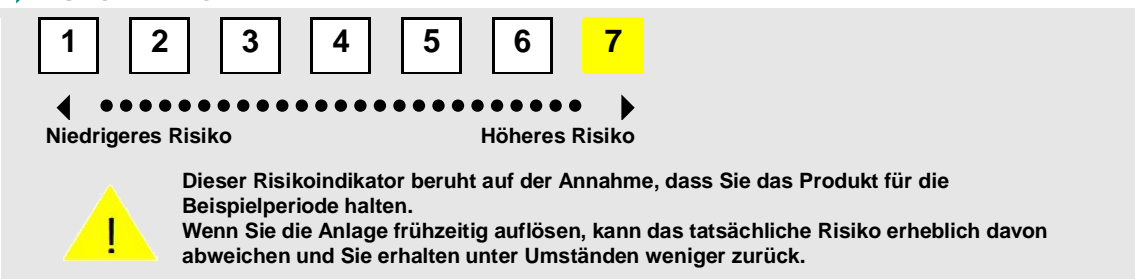 1 2 3 4 5 6 7
Niedrigeres Risiko Höheres Risiko
Dieser Risikoindikator beruht auf der Annahme, dass Sie das Produkt für die
Beispielperiode halten.
Wenn Sie die Anlage frühzeitig auflösen, kann das tatsächliche Risiko erheblich davon
abweichen und Sie erhalten unter Umständen weniger zurück.
!